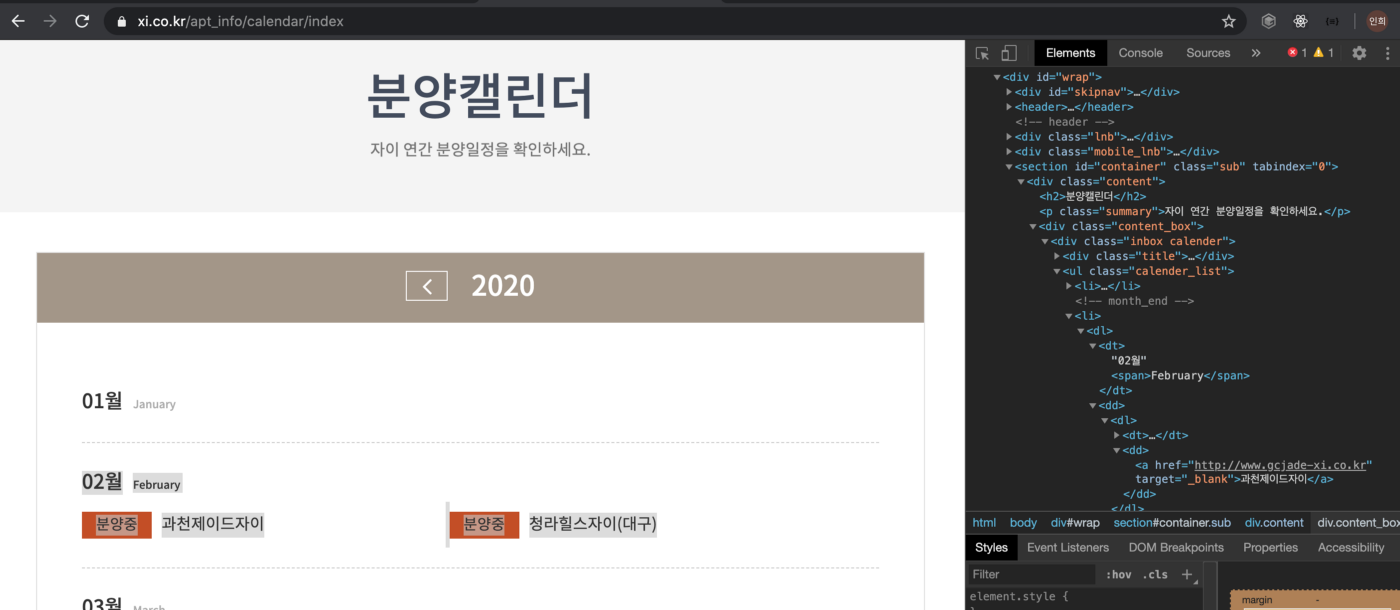 xi.co.kr/apt_info/calendar/index
인희
분양캘린더
자이 연간 분양일정을 확인하세요.
2020
01월 January
02월 February
분양중 과천제이드자이
분양중 청라힐스자이(대구)
03월 March
Elements Console Sources » 1 1
<div id="wrap">
<div id="skipnav">…</div>
<header>…</header>
<!-- header -->
<div class="lnb">…</div>
<div class="mobile_lnb">…</div>
<section id="container" class="sub" tabindex="0">
<div class="content">
<h2>분양캘린더</h2>
<p class="summary">자이 연간 분양일정을 확인하세요.</p>
<div class="content_box">
<div class="inbox calender">
<div class="title">…</div>
<ul class="calender_list">
<li>…</li>
<!-- month_end -->
<li>
<dl>
<dt>
"02월"
<span>February</span>
</dt>
<dd>
<dl>
<dt>…</dt>
<dd>
<a href="http://www.gcjade-xi.co.kr"
target="_blank">과천제이드자이</a>
</dd>
</dl>
html body div#wrap section#container.sub div.content div.content_box
Styles Event Listeners DOM Breakpoints Properties Accessibility
Filter :hov .cls +
element.style {
}
margin -